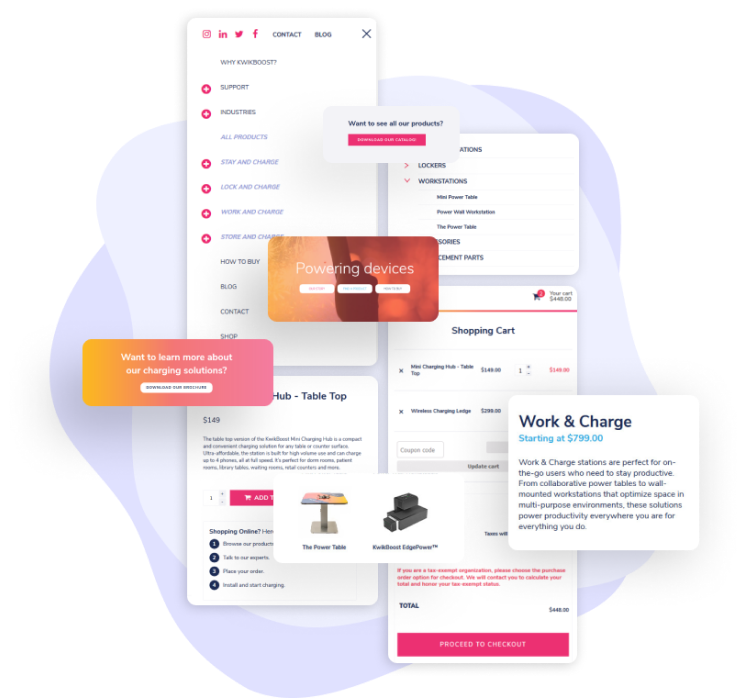 CONTACT BLOG
WHY KWIKBOOST?
SUPPORT
INDUSTRIES
ALL PRODUCTS
STAY AND CHARGE
LOCK AND CHARGE
WORK AND CHARGE
STORE AND CHARGE
HOW TO BUY
BLOG
CONTACT
SHOP
Want to see all our products?
DOWNLOAD OUR CATALOG
ATIONS
LOCKERS
WORKSTATIONS
Mini Power Table
Power Wall Workstation
The Power Table
SORIES
CEMENT PARTS
Powering devices
Your cart
$448.00
Shopping Cart
Mini Charging Hub - Table
Top
$149.00
1
$149.00
Wireless Charging Ledge
$299.00
Coupon code
Update cart
Taxes will
If you are a tax-exempt organization, please choose the purchase
order option for checkout. We will contact you to calculate your
total and honor your tax-exempt status.
TOTAL
$448.00
PROCEED TO CHECKOUT
Want to learn more about
our charging solutions?
DOWNLOAD OUR BROCHURE
Hub - Table Top
$149
The table top version of the KwikBoost Mini Charging Hub is a compact
and convenient charging solution for any table or counter surface.
Ultra-affordable, the station is built for high volume use and can charge
up to 4 phones, all at full speed. It's perfect for dorm rooms, patient
rooms, library tables, waiting rooms, retail counters and more.
1
ADD T
Shopping Online? Here
1 Browse our products
2 Talk to our experts.
3 Place your order.
4 Install and start charging.
The Power Table
KwikBoost EdgePower™
Work & Charge
Starting at $799.00
Work & Charge stations are perfect for on-
the-go users who need to stay productive.
From collaborative power tables to wall-
mounted workstations that optimize space in
multi-purpose environments, these solutions
power productivity everywhere you are for
everything you do.